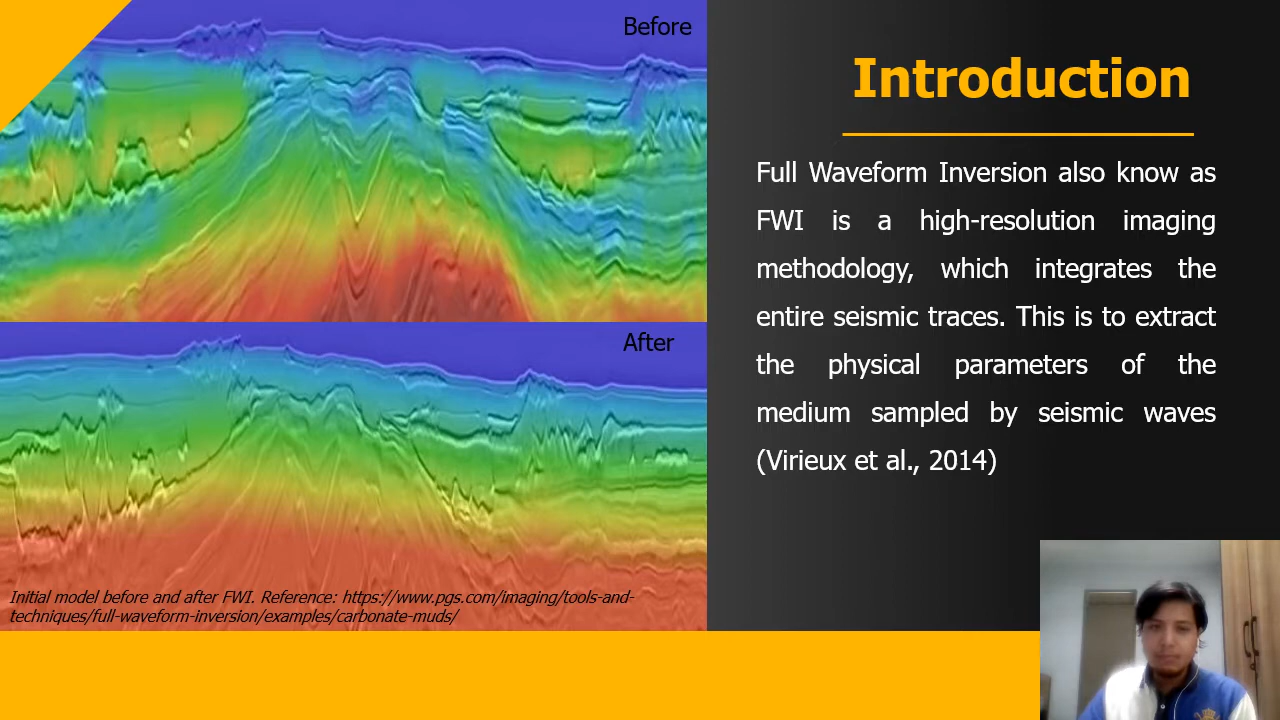 Before
After
Initial model before and after FWI. Reference: https://www.pgs.com/imaging/tools-and-
techniques/full-waveform-inversion/examples/carbonate-muds/
Introduction
Full Waveform Inversion also know as
FWI is a high-resolution imaging
methodology, which integrates the
entire seismic traces. This is to extract
the physical parameters of the
medium sampled by seismic waves
(Virieux et al., 2014)